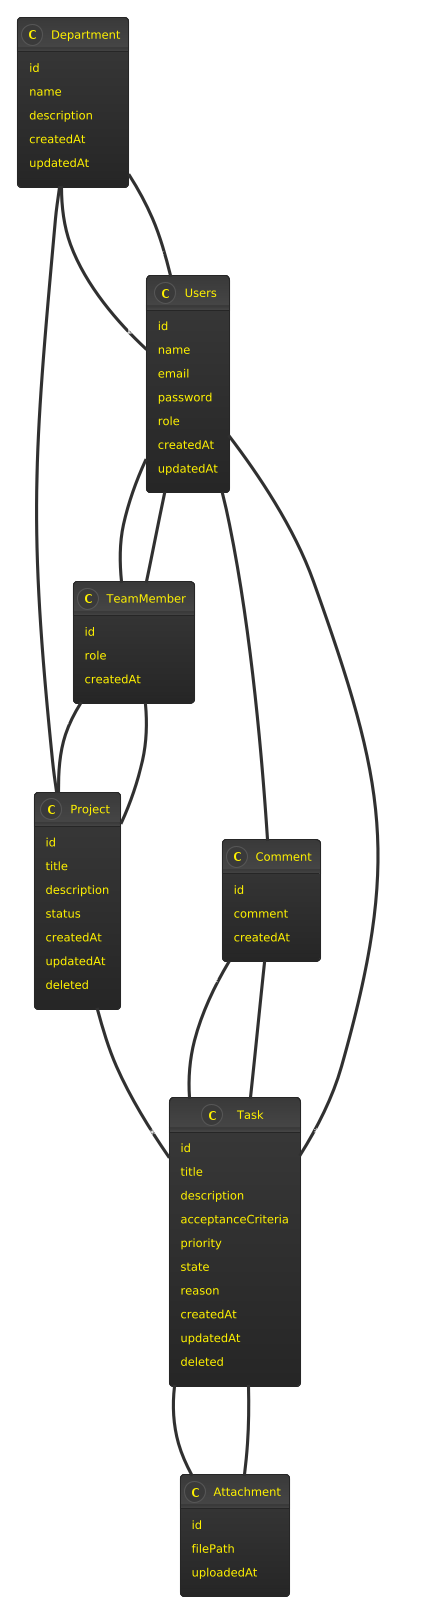 C Department
id
name
description
createdAt
updatedAt
C Users
id
name
email
password
role
createdAt
updatedAt
C TeamMember
id
role
createdAt
C Project
id
title
description
status
createdAt
updatedAt
deleted
C Comment
id
comment
createdAt
C Task
id
title
description
acceptanceCriteria
priority
state
reason
createdAt
updatedAt
deleted
C Attachment
id
filePath
uploadedAt